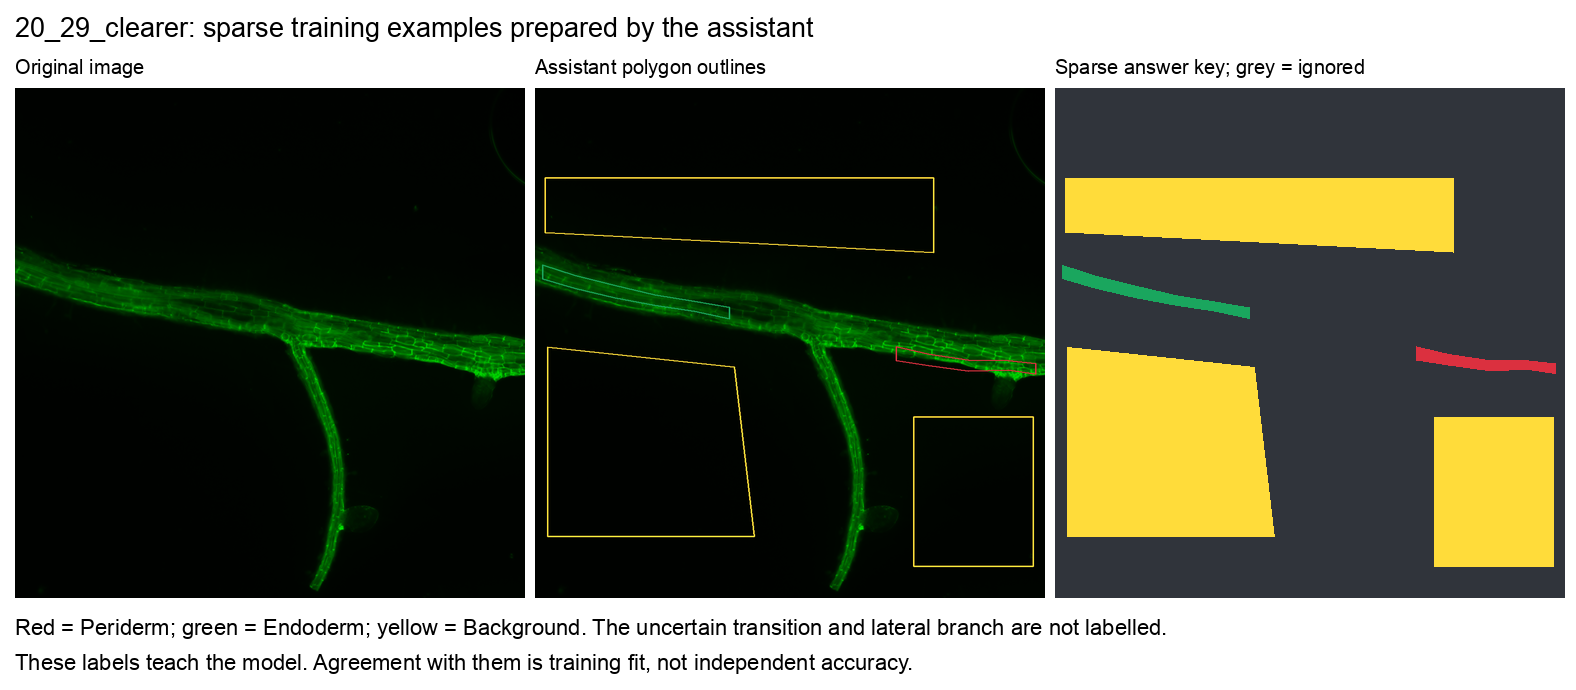 20_29_clearer: sparse training examples prepared by the assistant
Original image
Assistant polygon outlines
Sparse answer key; grey = ignored
Red = Periderm; green = Endoderm; yellow = Background. The uncertain transition and lateral branch are not labelled.
These labels teach the model. Agreement with them is training fit, not independent accuracy.